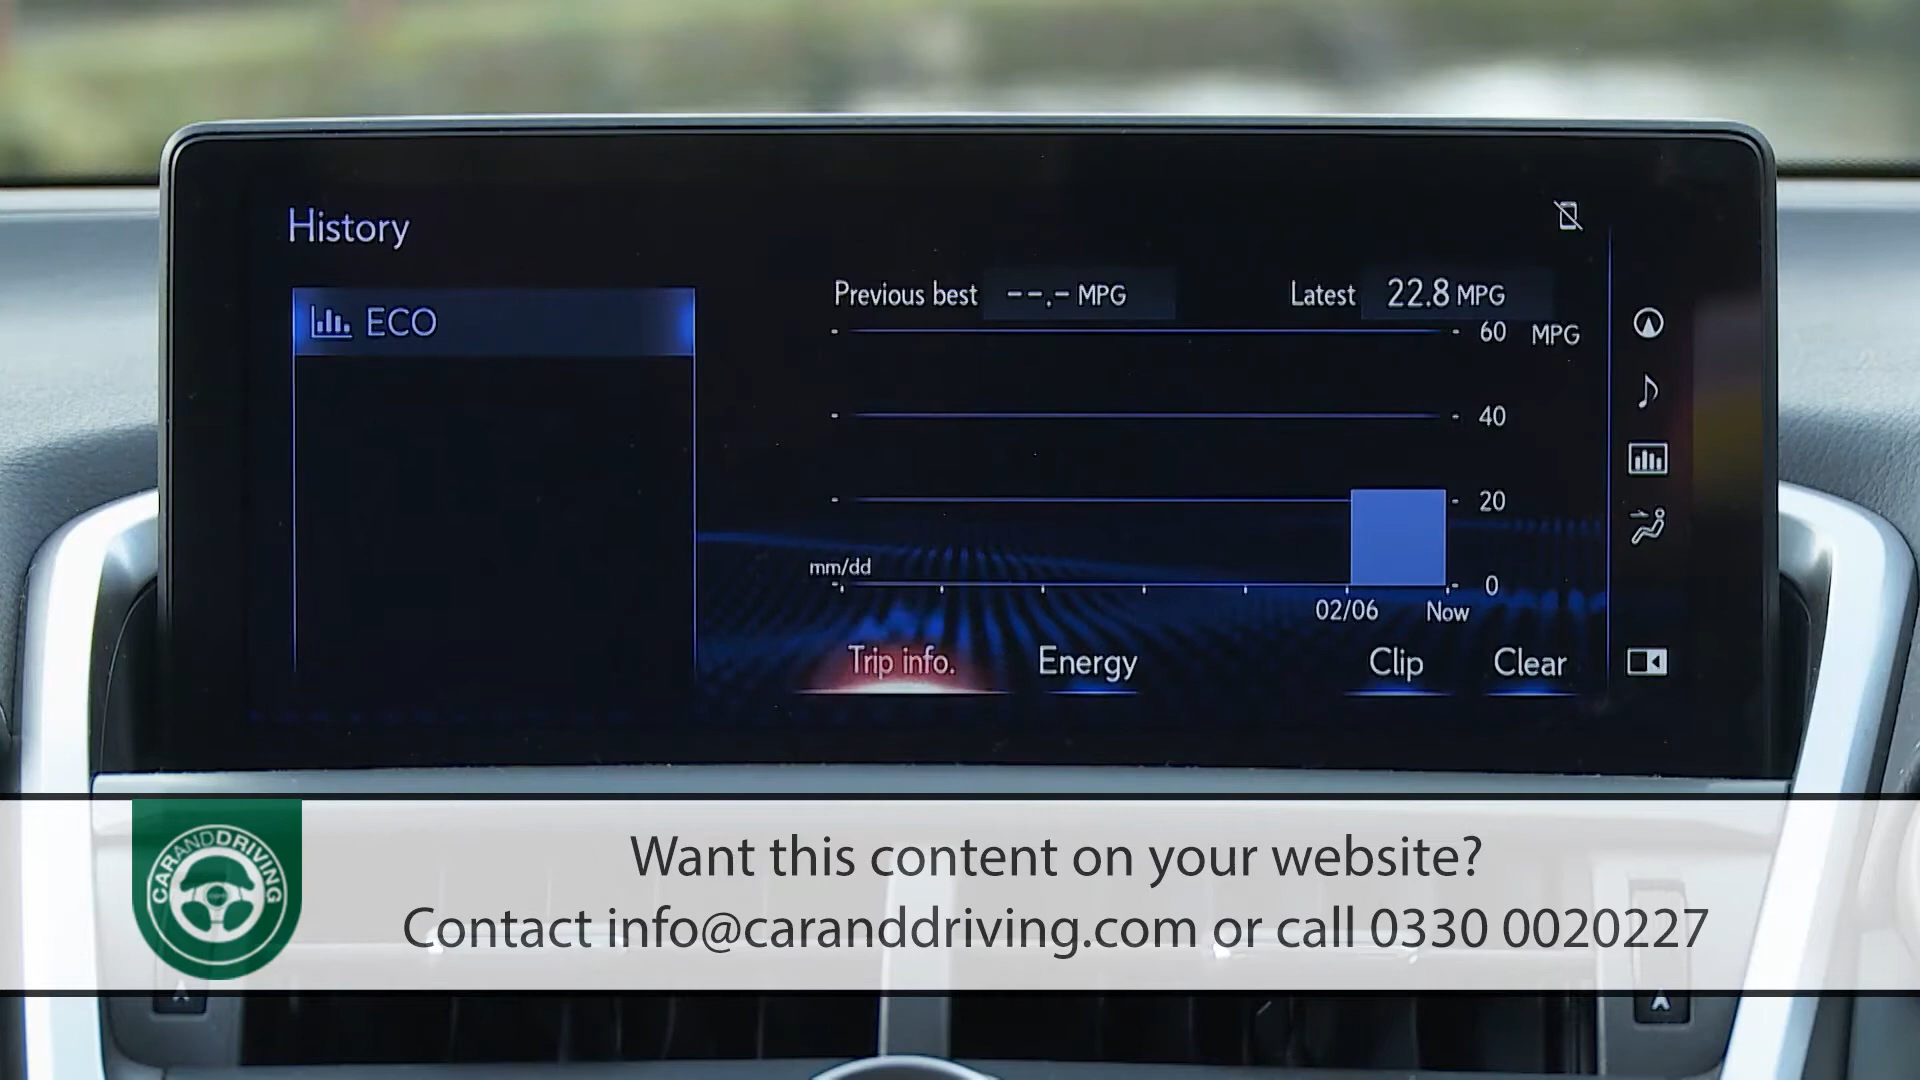 History
ECO
Previous best --.- MPG
Latest 22.8 MPG
60 MPG
40
20
mm/dd
0
02/06 Now
Trip info. Energy Clip Clear
CARANDDRIVING
Want this content on your website?
Contact info@caranddriving.com or call 0330 0020227